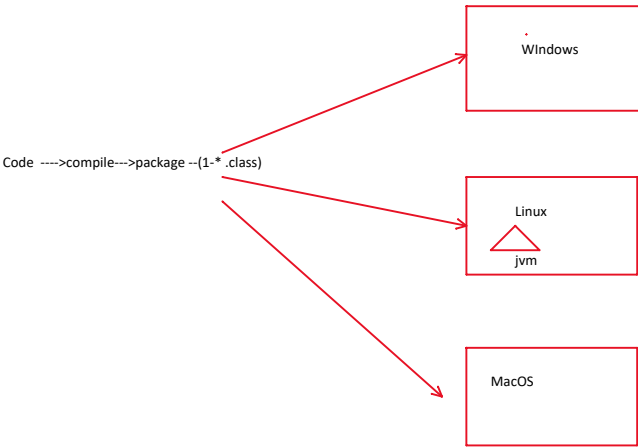 WIndows
Code ---->compile--->package --(1-* .class)
Linux
jvm
MacOS